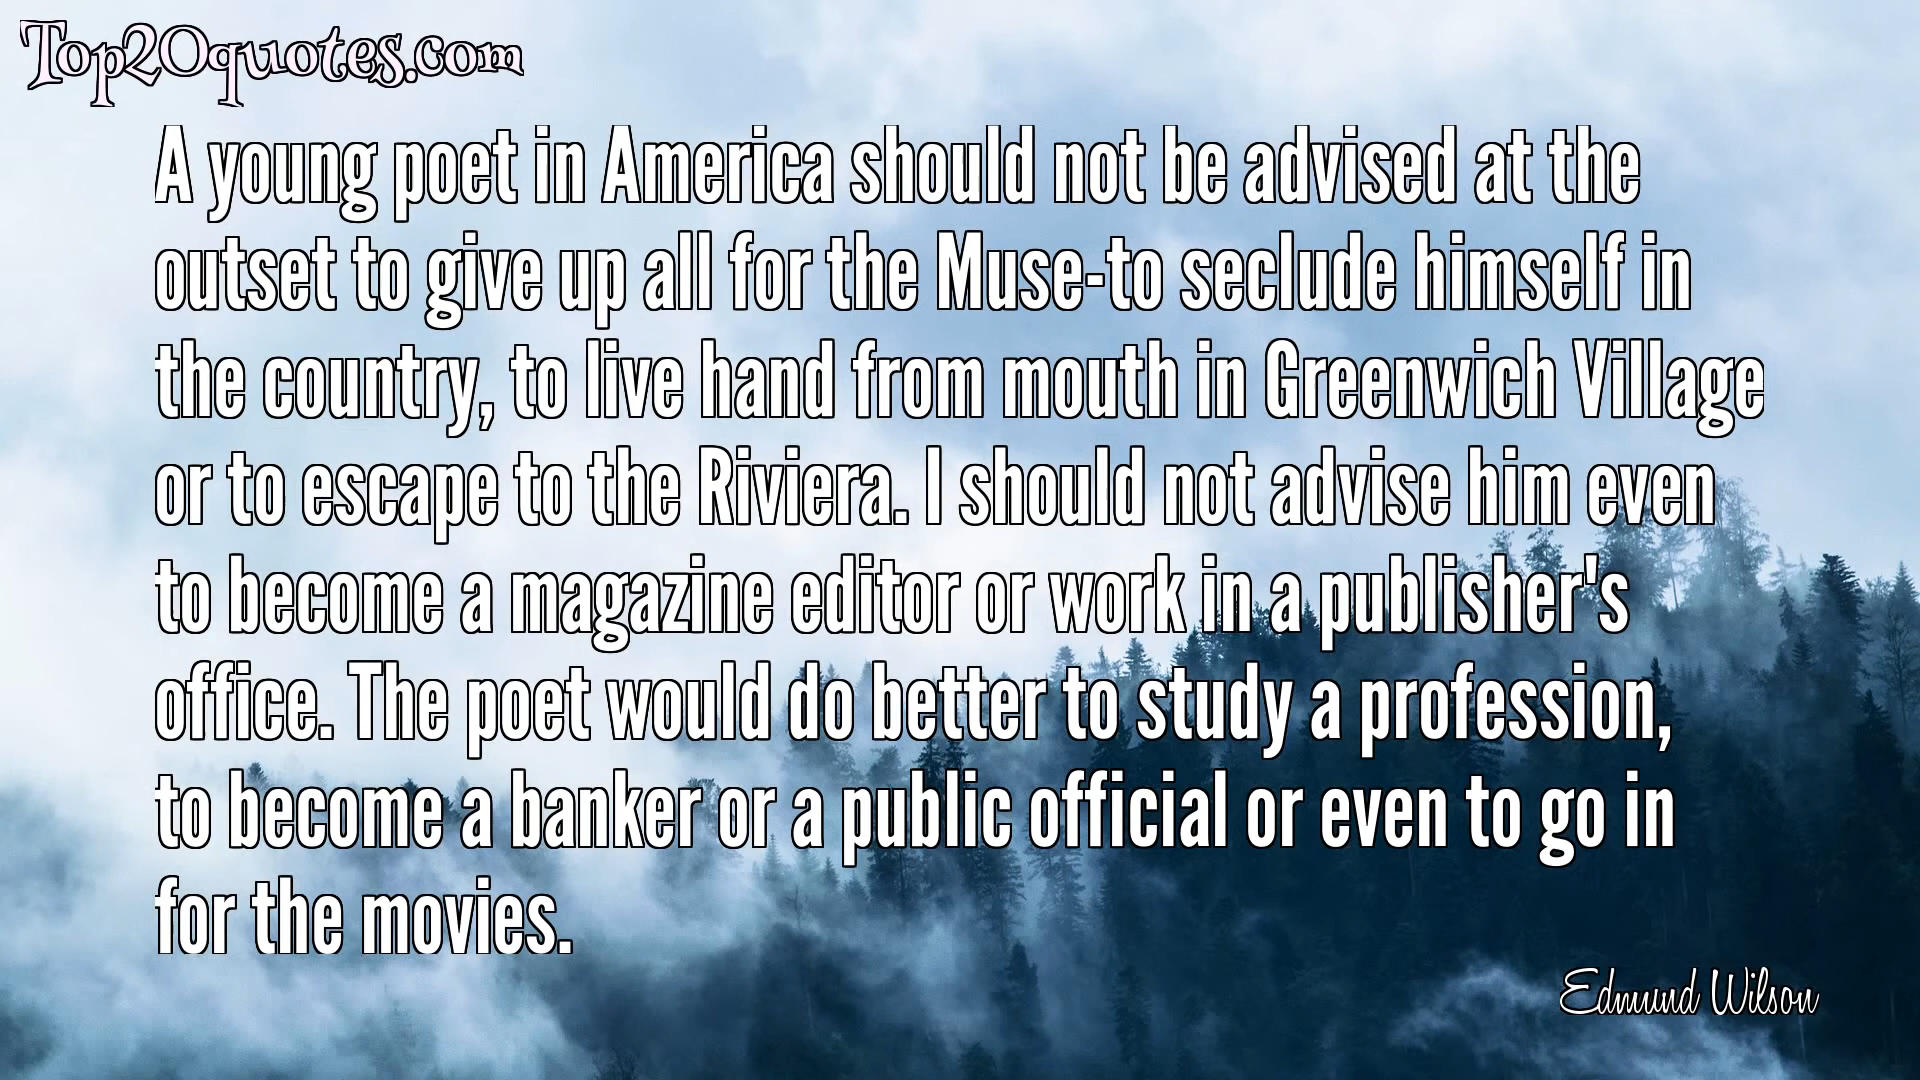 Top20quotes.com
A young poet in America should not be advised at the
outset to give up all for the Muse-to seclude himself in
the country, to live hand from mouth in Greenwich Village
or to escape to the Riviera. I should not advise him even
to become a magazine editor or work in a publisher's
office. The poet would do better to study a profession,
to become a banker or a public official or even to go in
for the movies.
Edmund Wilson